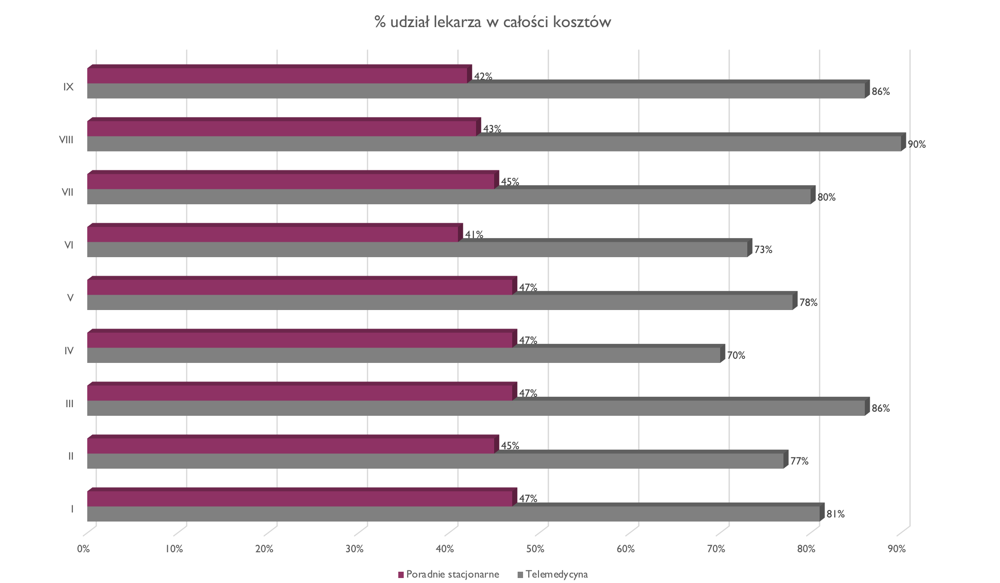 % udział lekarza w całości kosztów
IX
42%
86%
VIII
43%
90%
VII
45%
80%
VI
41%
73%
V
47%
78%
IV
47%
70%
III
47%
86%
II
45%
77%
I
47%
81%
0% 10% 20% 30% 40% 50% 60% 70% 80% 90%
Poradnie stacjonarne Telemedycyna